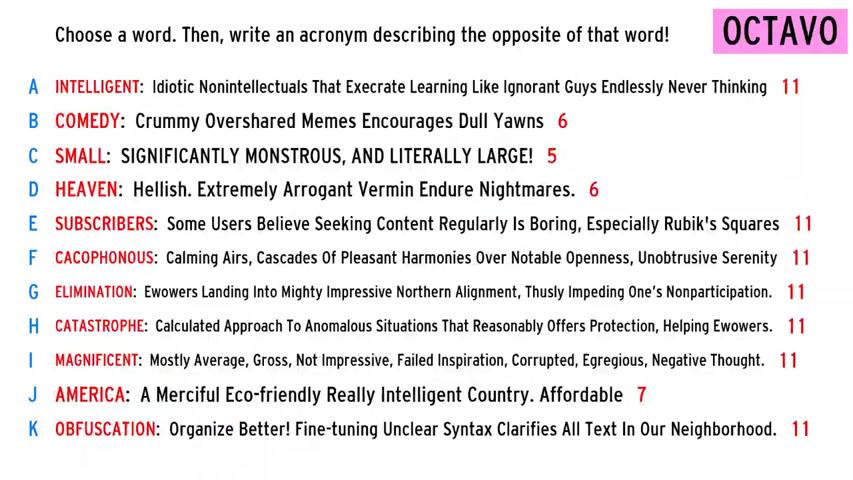 Choose a word. Then, write an acronym describing the opposite of that word!
OCTAVO
A INTELLIGENT: Idiotic Nonintellectuals That Execrate Learning Like Ignorant Guys Endlessly Never Thinking 11
B COMEDY: Crummy Overshared Memes Encourages Dull Yawns 6
C SMALL: SIGNIFICANTLY MONSTROUS, AND LITERALLY LARGE! 5
D HEAVEN: Hellish. Extremely Arrogant Vermin Endure Nightmares. 6
E SUBSCRIBERS: Some Users Believe Seeking Content Regularly Is Boring, Especially Rubik's Squares 11
F CACOPHONOUS: Calming Airs, Cascades Of Pleasant Harmonies Over Notable Openness, Unobtrusive Serenity 11
G ELIMINATION: Ewowers Landing Into Mighty Impressive Northern Alignment, Thusly Impeding One's Nonparticipation. 11
H CATASTROPHE: Calculated Approach To Anomalous Situations That Reasonably Offers Protection, Helping Ewowers. 11
I MAGNIFICENT: Mostly Average, Gross, Not Impressive, Failed Inspiration, Corrupted, Egregious, Negative Thought. 11
J AMERICA: A Merciful Eco-friendly Really Intelligent Country. Affordable 7
K OBFUSCATION: Organize Better! Fine-tuning Unclear Syntax Clarifies All Text In Our Neighborhood. 11